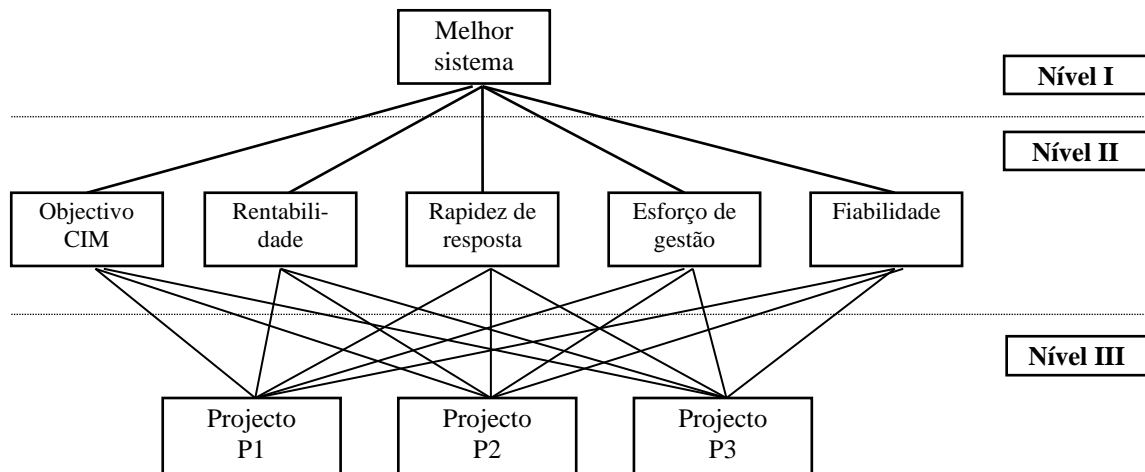 Melhor
sistema
Nível I
Nível II
Objectivo
CIM
Rentabili-
dade
Rapidez de
resposta
Esforço de
gestão
Fiabilidade
Nível III
Projecto
P1
Projecto
P2
Projecto
P3